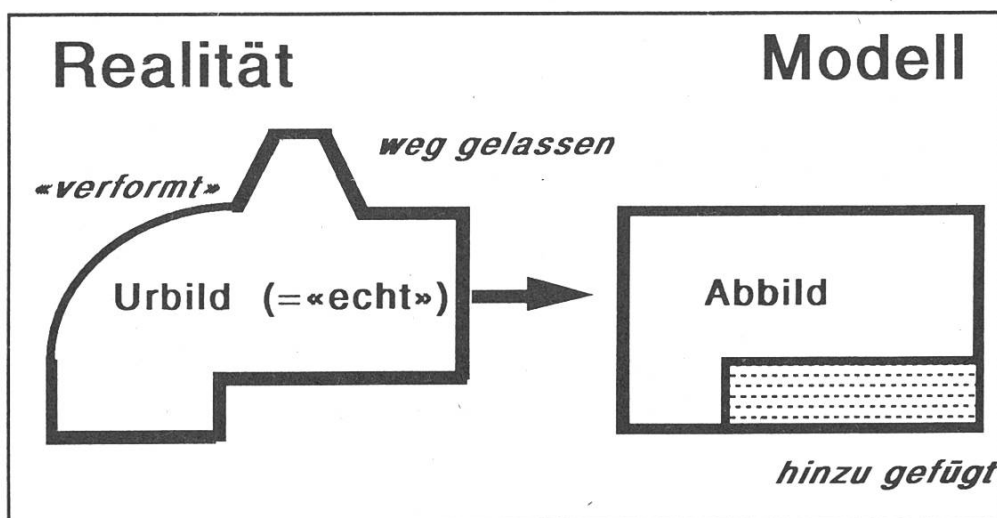 Realität
Modell
weg gelassen
«verformt»
Urbild (=«echt»)
Abbild
hinzu gefügt